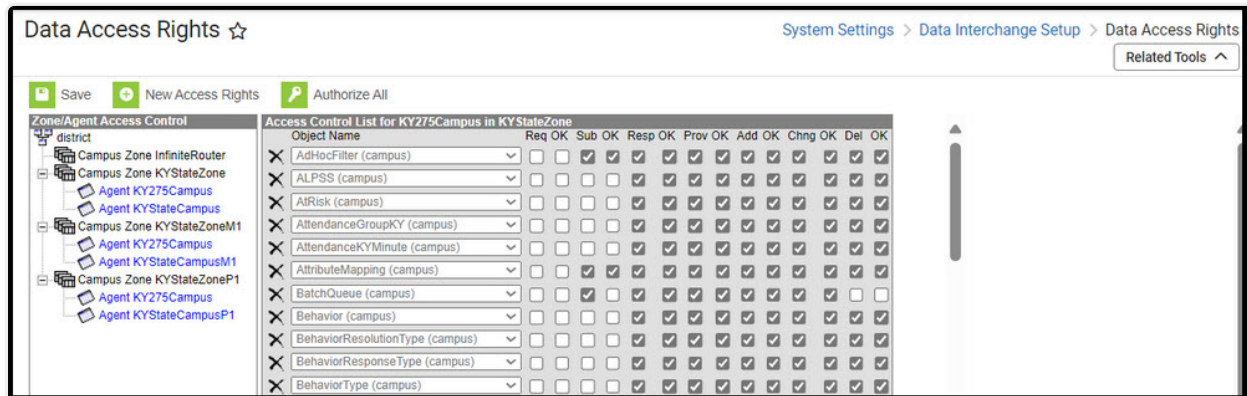 Data Access Rights
System Settings > Data Interchange Setup > Data Access Rights
Related Tools
Save New Access Rights Authorize All
Zone/Agent Access Control
district
Campus Zone InfiniteRouter
Campus Zone KYStateZone
Agent KY275Campus
Agent KYStateCampus
Campus Zone KYStateZoneM1
Agent KY275Campus
Agent KYStateCampusM1
Campus Zone KYStateZoneP1
Agent KY275Campus
Agent KYStateCampusP1
Access Control List for KY275Campus in KYStateZone
Object Name Req OK Sub OK Resp OK Prov OK Add OK Chng OK Del OK
AdHocFilter (campus)
ALPSS (campus)
AtRisk (campus)
AttendanceGroupKY (campus)
AttendanceKYMinute (campus)
AttributeMapping (campus)
BatchQueue (campus)
Behavior (campus)
BehaviorResolutionType (campus)
BehaviorResponseType (campus)
BehaviorType (campus)